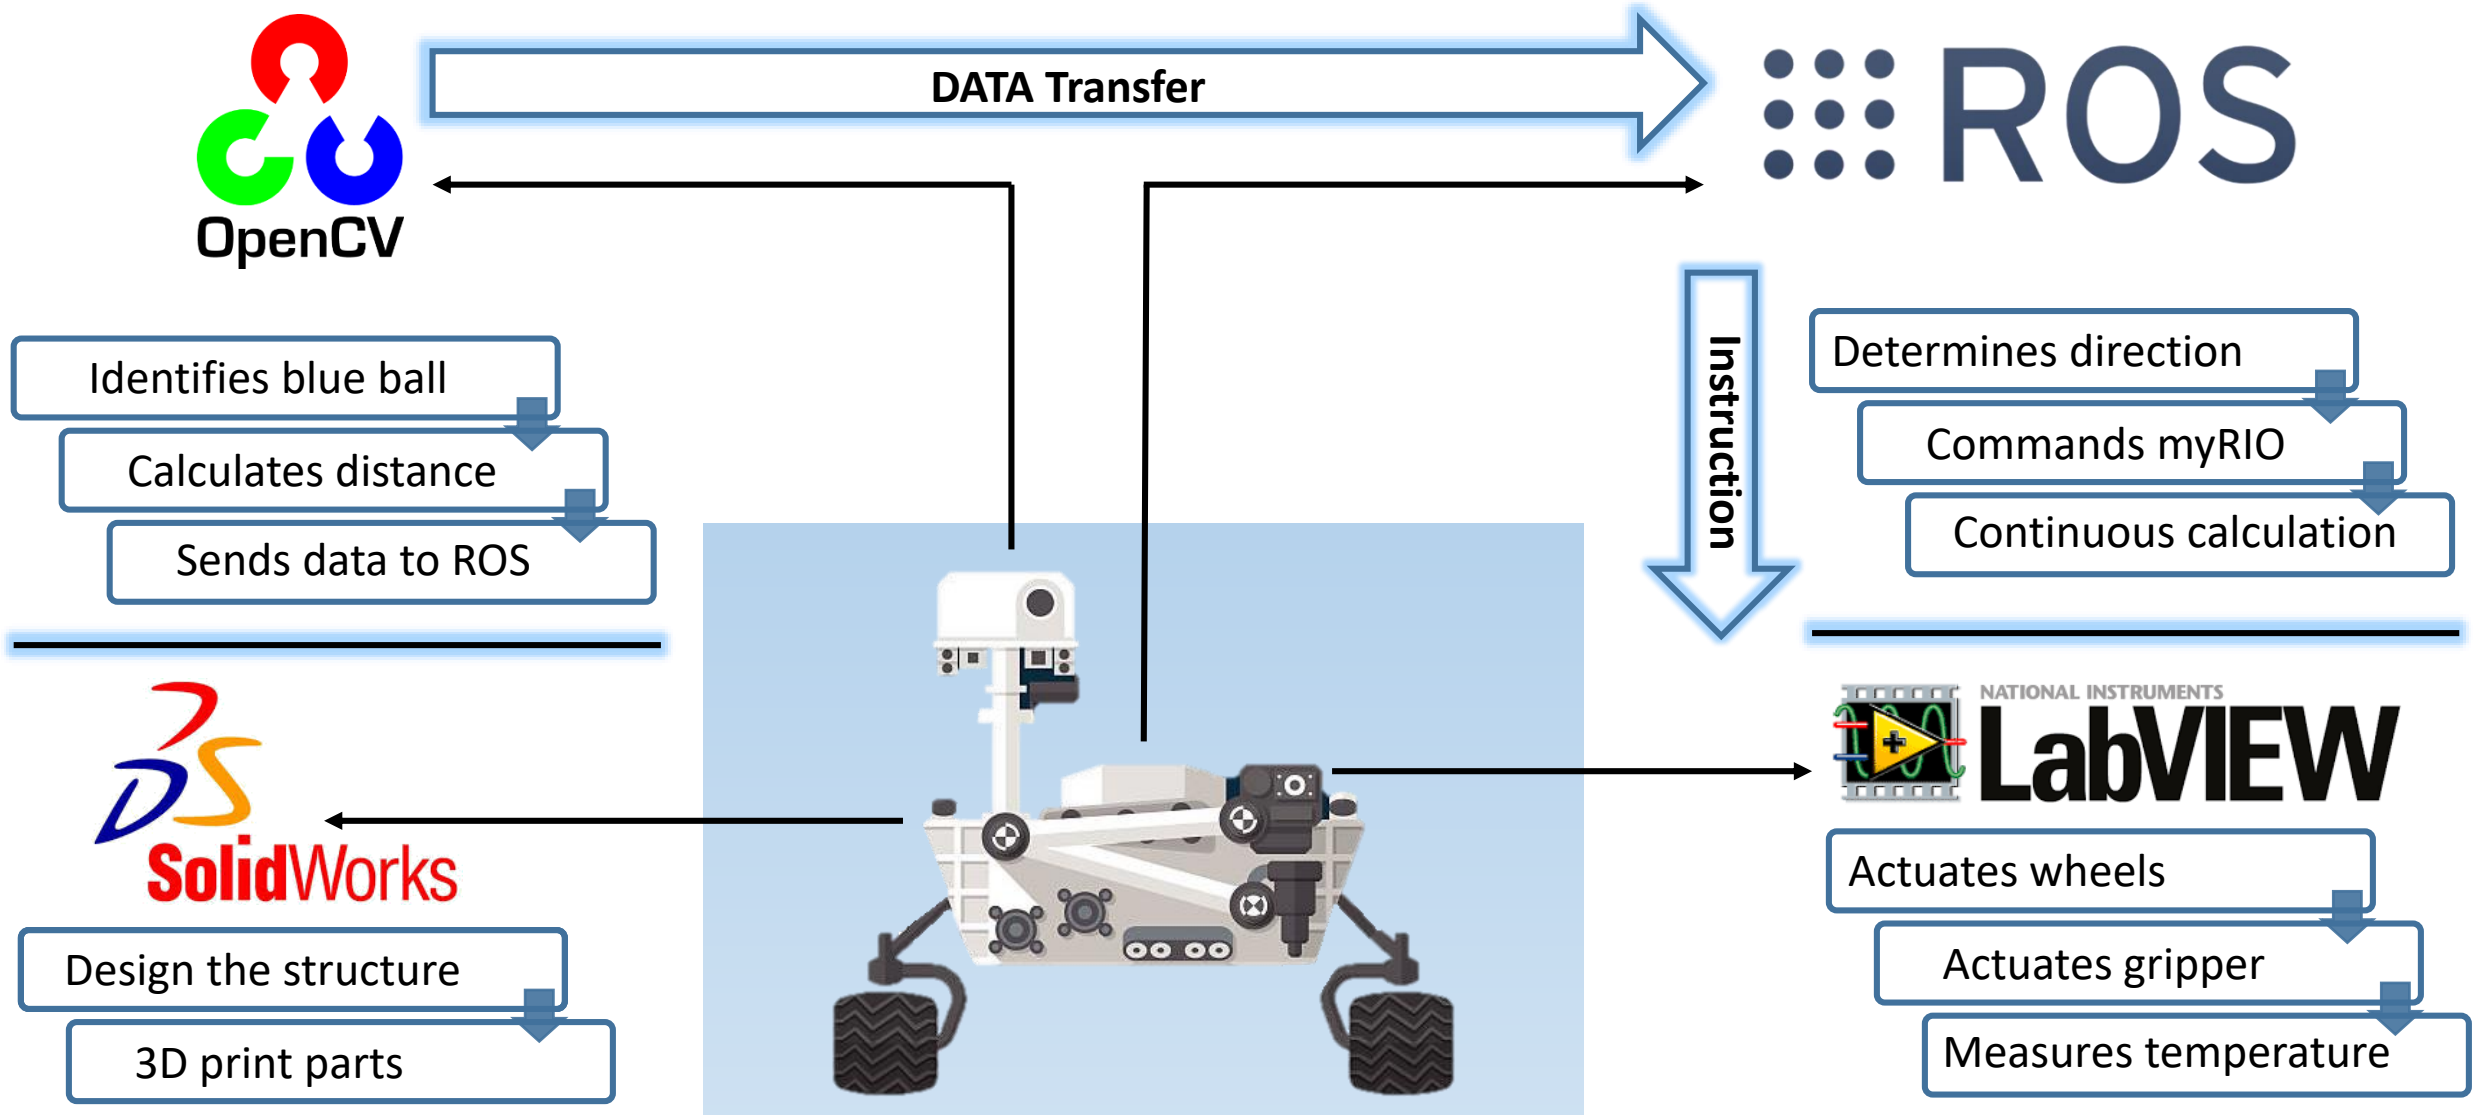 DATA Transfer
ROS
OpenCV
Identifies blue ball
Calculates distance
Sends data to ROS
Instruction
Determines direction
Commands myRIO
Continuous calculation
SolidWorks
Design the structure
3D print parts
NATIONAL INSTRUMENTS
LabVIEW
Actuates wheels
Actuates gripper
Measures temperature